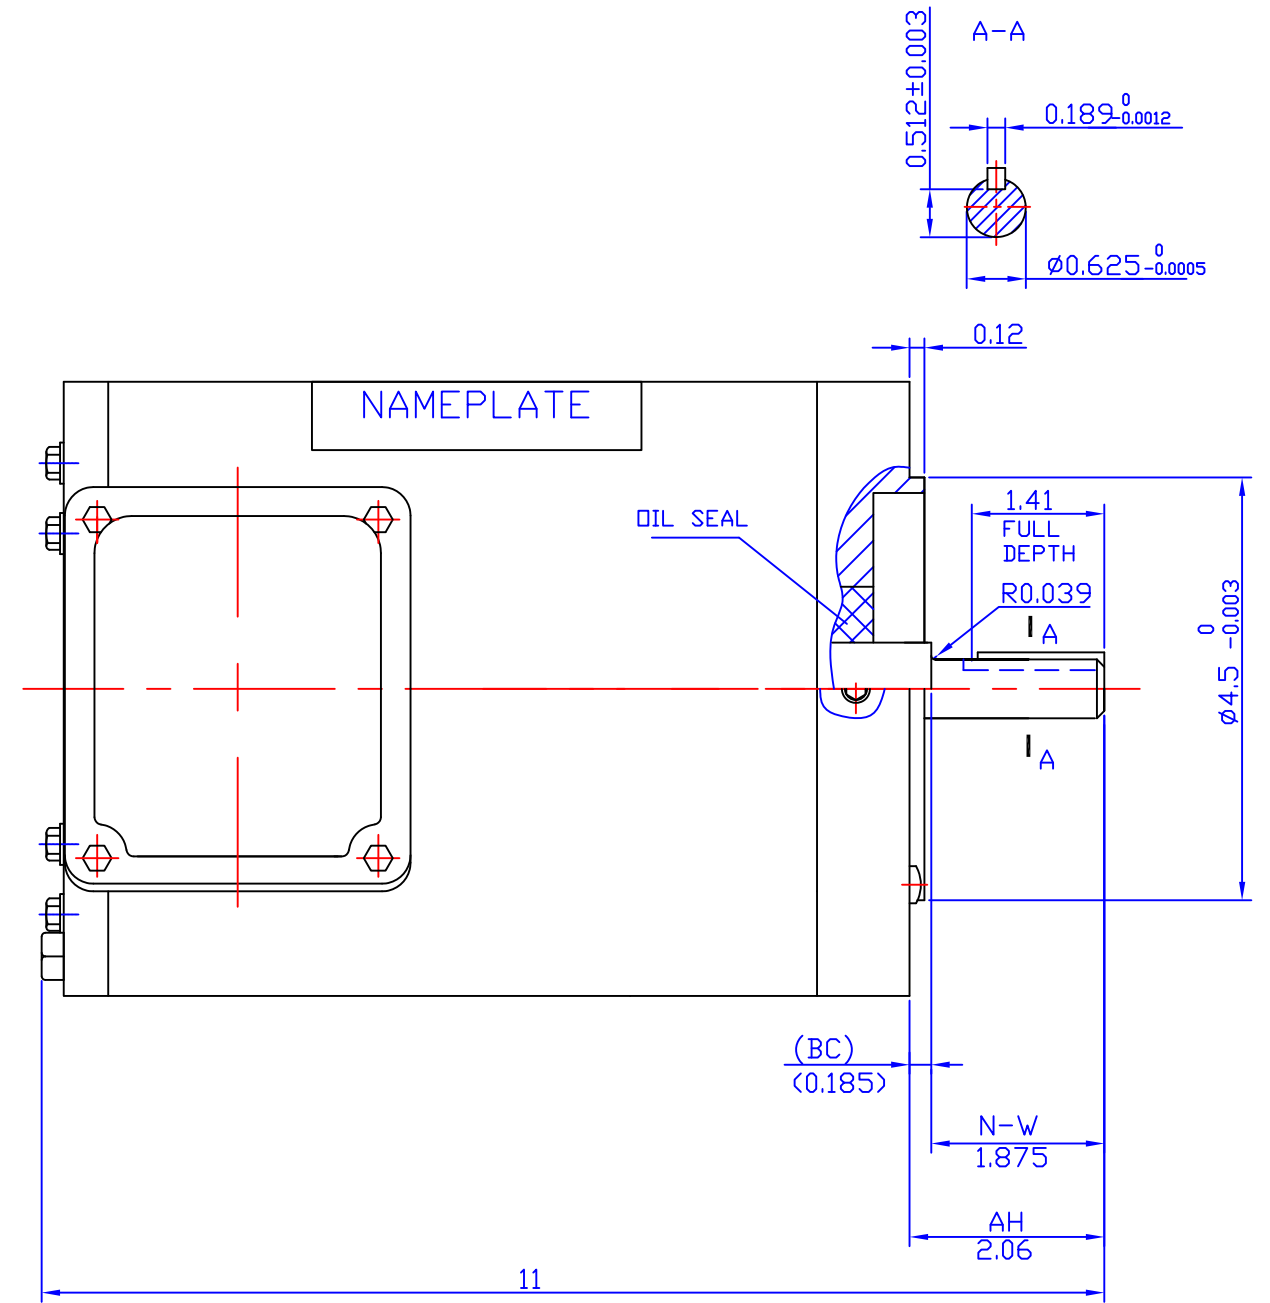 A-A
0.512±0.003
0
0.189-0.0012
0
Ø0.625-0.0005
0.12
NAMEPLATE
OIL SEAL
1.41
FULL
DEPTH
R0.039
A
0
Ø4.5 -0.003
A
(BC)
(0.185)
N-W
1.875
AH
2.06
11